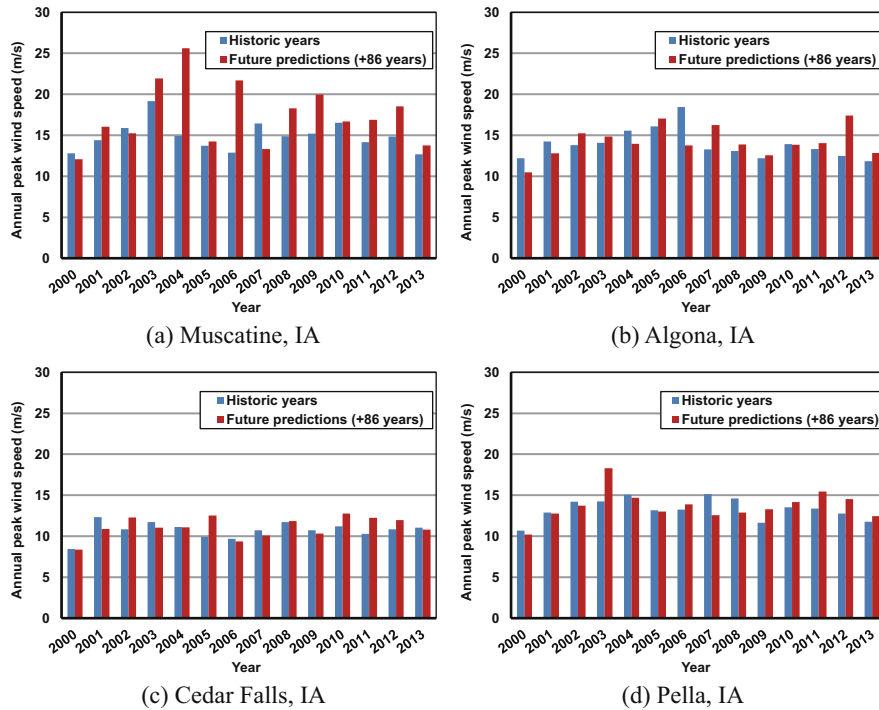 30
25
20
15
10
5
0
Annual peak wind speed (m/s)
Historic years
Future predictions (+86 years)
2000 2001 2002 2003 2004 2005 2006 2007 2008 2009 2010 2011 2012 2013
Year
(a) Muscatine, IA
30
25
20
15
10
5
0
Annual peak wind speed (m/s)
Historic years
Future predictions (+86 years)
2000 2001 2002 2003 2004 2005 2006 2007 2008 2009 2010 2011 2012 2013
Year
(b) Algona, IA
30
25
20
15
10
5
0
Annual peak wind speed (m/s)
Historic years
Future predictions (+86 years)
2000 2001 2002 2003 2004 2005 2006 2007 2008 2009 2010 2011 2012 2013
Year
(c) Cedar Falls, IA
30
25
20
15
10
5
0
Annual peak wind speed (m/s)
Historic years
Future predictions (+86 years)
2000 2001 2002 2003 2004 2005 2006 2007 2008 2009 2010 2011 2012 2013
Year
(d) Pella, IA